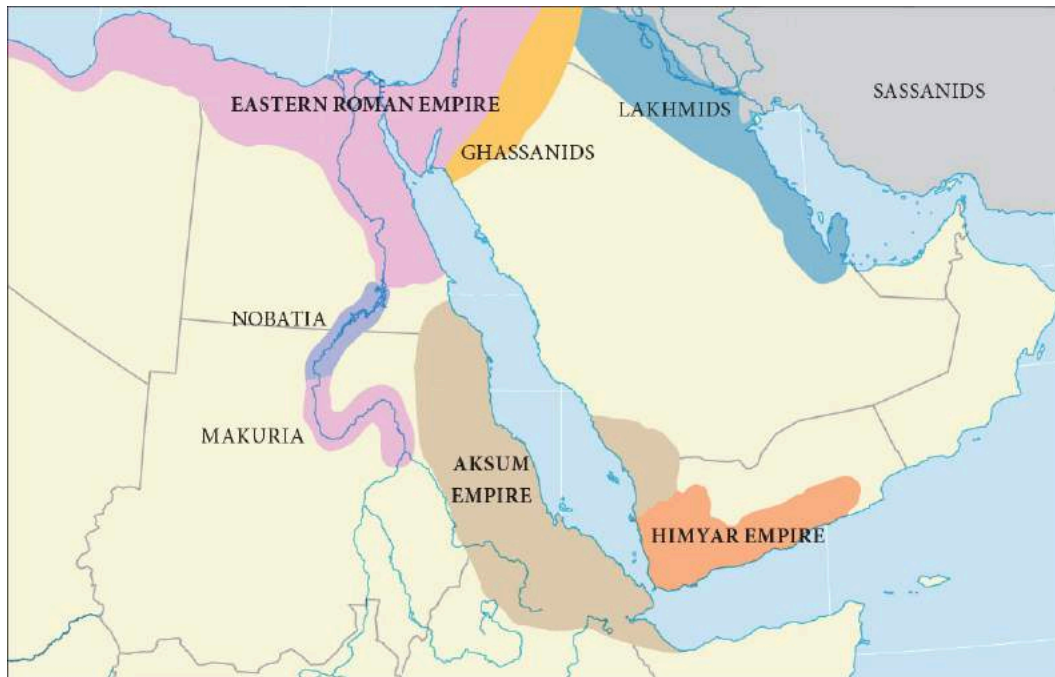 SASSANIDS
EASTERN ROMAN EMPIRE
LAKHMIDS
GHASSANIDS
NOBATIA
MAKURIA
AKSUM
EMPIRE
HIMYAR EMPIRE